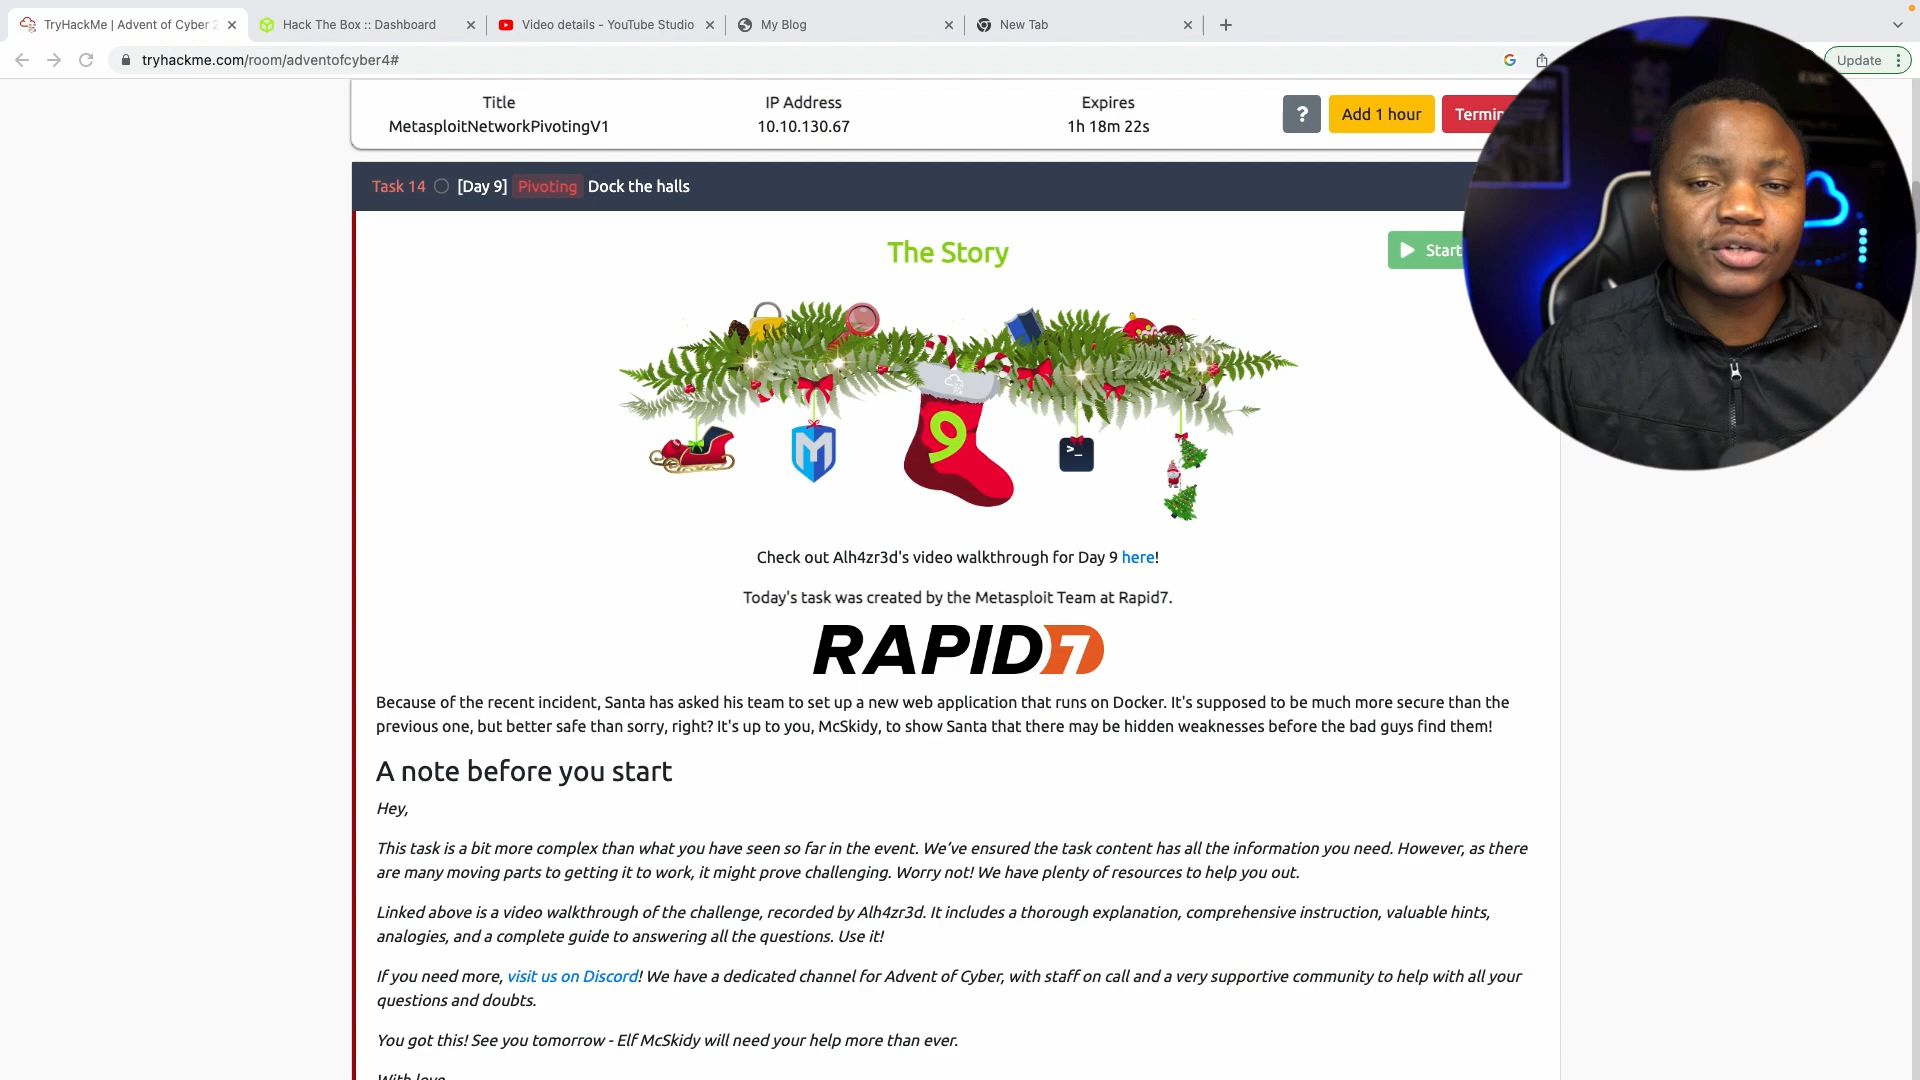 TryHackMe | Advent of Cyber 2
Hack The Box :: Dashboard
Video details - YouTube Studio
My Blog
New Tab
tryhackme.com/room/adventofcyber4#
Update
Title
IP Address
Expires
MetasploitNetworkPivotingV1
10.10.130.67
1h 18m 22s
?
Add 1 hour
Termin
Task 14 [Day 9] Pivoting Dock the halls
The Story
Start
9
M
>_
Check out Alh4zr3d's video walkthrough for Day 9 here!
Today's task was created by the Metasploit Team at Rapid7.
RAPID7
Because of the recent incident, Santa has asked his team to set up a new web application that runs on Docker. It's supposed to be much more secure than the
previous one, but better safe than sorry, right? It's up to you, McSkidy, to show Santa that there may be hidden weaknesses before the bad guys find them!
A note before you start
Hey,
This task is a bit more complex than what you have seen so far in the event. We've ensured the task content has all the information you need. However, as there
are many moving parts to getting it to work, it might prove challenging. Worry not! We have plenty of resources to help you out.
Linked above is a video walkthrough of the challenge, recorded by Alh4zr3d. It includes a thorough explanation, comprehensive instruction, valuable hints,
analogies, and a complete guide to answering all the questions. Use it!
If you need more, visit us on Discord! We have a dedicated channel for Advent of Cyber, with staff on call and a very supportive community to help with all your
questions and doubts.
You got this! See you tomorrow - Elf McSkidy will need your help more than ever.
With love